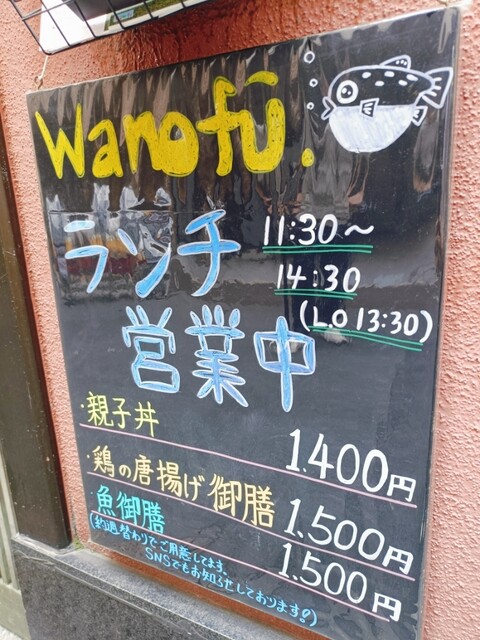 Wanofū.
ランチ
営業中
11:30〜
14:30
(L.O 13:30)
・親子丼
1.400円
・鶏の唐揚げ御膳
1.500円
・魚御膳
1.500円
(約週替わりでご用意してます。
SNSでもお知らせしております!)